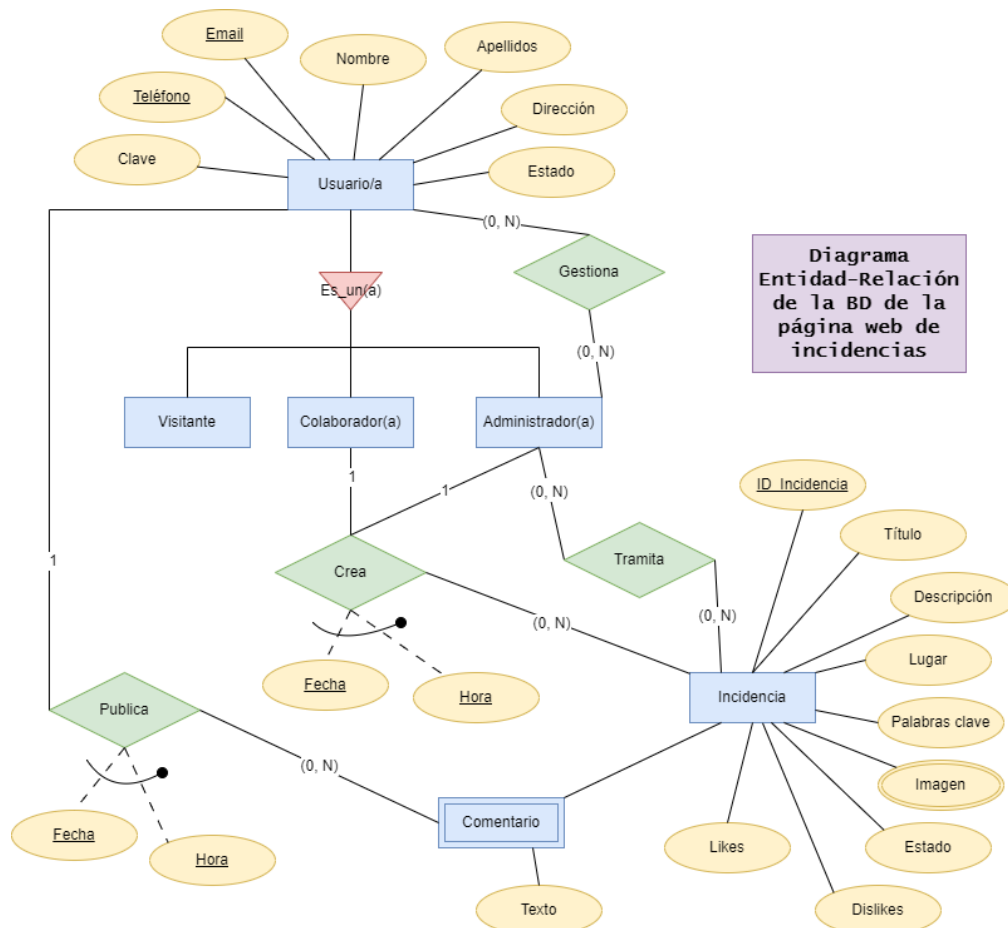 Email
Nombre
Apellidos
Teléfono
Dirección
Clave
Estado
Usuario/a
(0, N)
Gestiona
Es_un(a)
(0, N)
Diagrama
Entidad-Relación
de la BD de la
página web de
incidencias
Visitante
Colaborador(a)
Administrador(a)
1
1
(0, N)
ID_Incidencia
Título
1
Crea
Tramita
Descripción
(0, N)
(0, N)
Lugar
Fecha
Hora
Incidencia
Publica
Palabras clave
(0, N)
Imagen
Fecha
Hora
Comentario
Likes
Estado
Texto
Dislikes